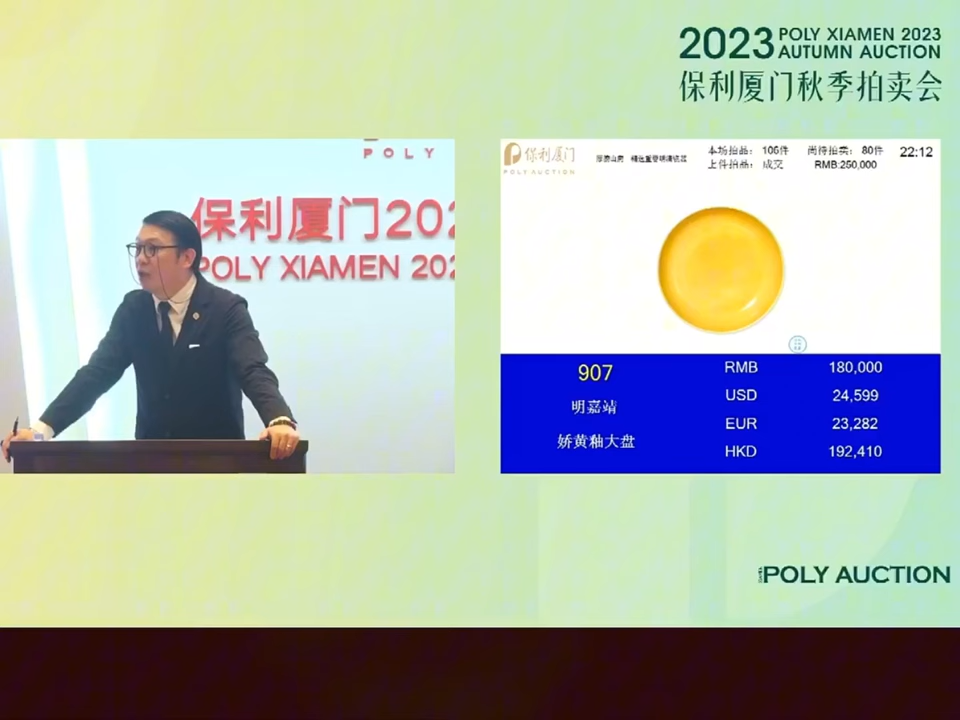 2023 POLY XIAMEN 2023
AUTUMN AUCTION
保利厦门秋季拍卖会
POLY
保利厦门202
POLY XIAMEN 202
保利厦门
POLY AUCTION
本场拍品: 106件 尚待拍卖: 80件 22:12
上件拍品: 成交 RMB:250,000
907
明嘉靖
娇黄釉大盘
RMB 180,000
USD 24,599
EUR 23,282
HKD 192,410
POLY AUCTION